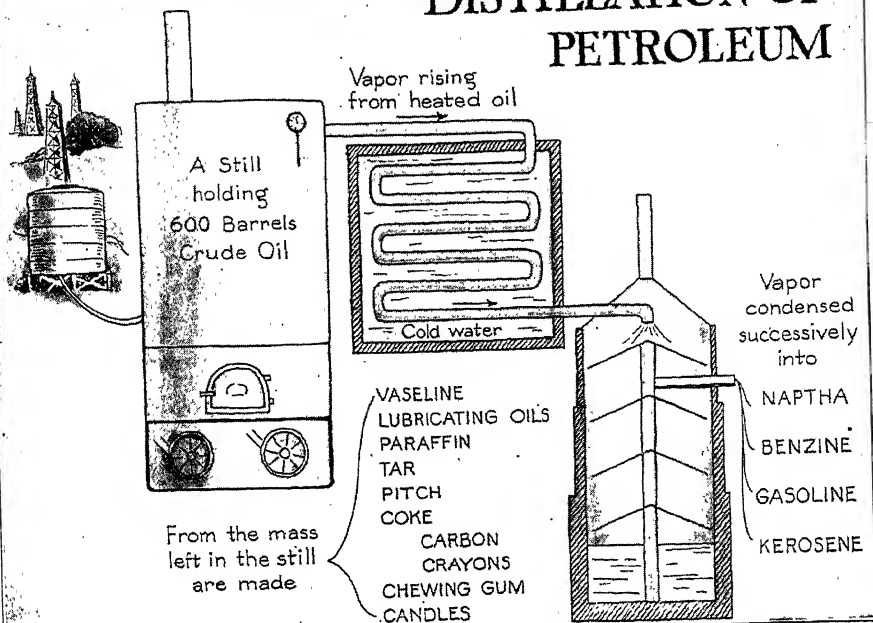 DISTILLATION OF
PETROLEUM
Vapor rising
from heated oil
A Still
holding
600 Barrels
Crude Oil
Cold water
Vapor
condensed
successively
into
NAPTHA
BENZINE
GASOLINE
KEROSENE
From the mass
left in the still
are made
VASELINE
LUBRICATING OILS
PARAFFIN
TAR
PITCH
COKE
CARBON
CRAYONS
CHEWING GUM
CANDLES